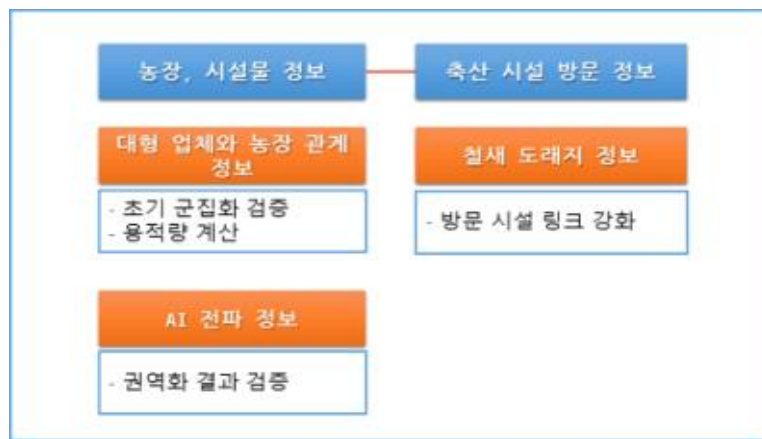 농장, 시설물 정보
축산 시설 방문 정보
대형 업체와 농장 관계
정보
- 초기 군집화 검증
- 용적량 계산
철새 도래지 정보
- 방문 시설 링크 강화
AI 전파 정보
- 권역화 결과 검증